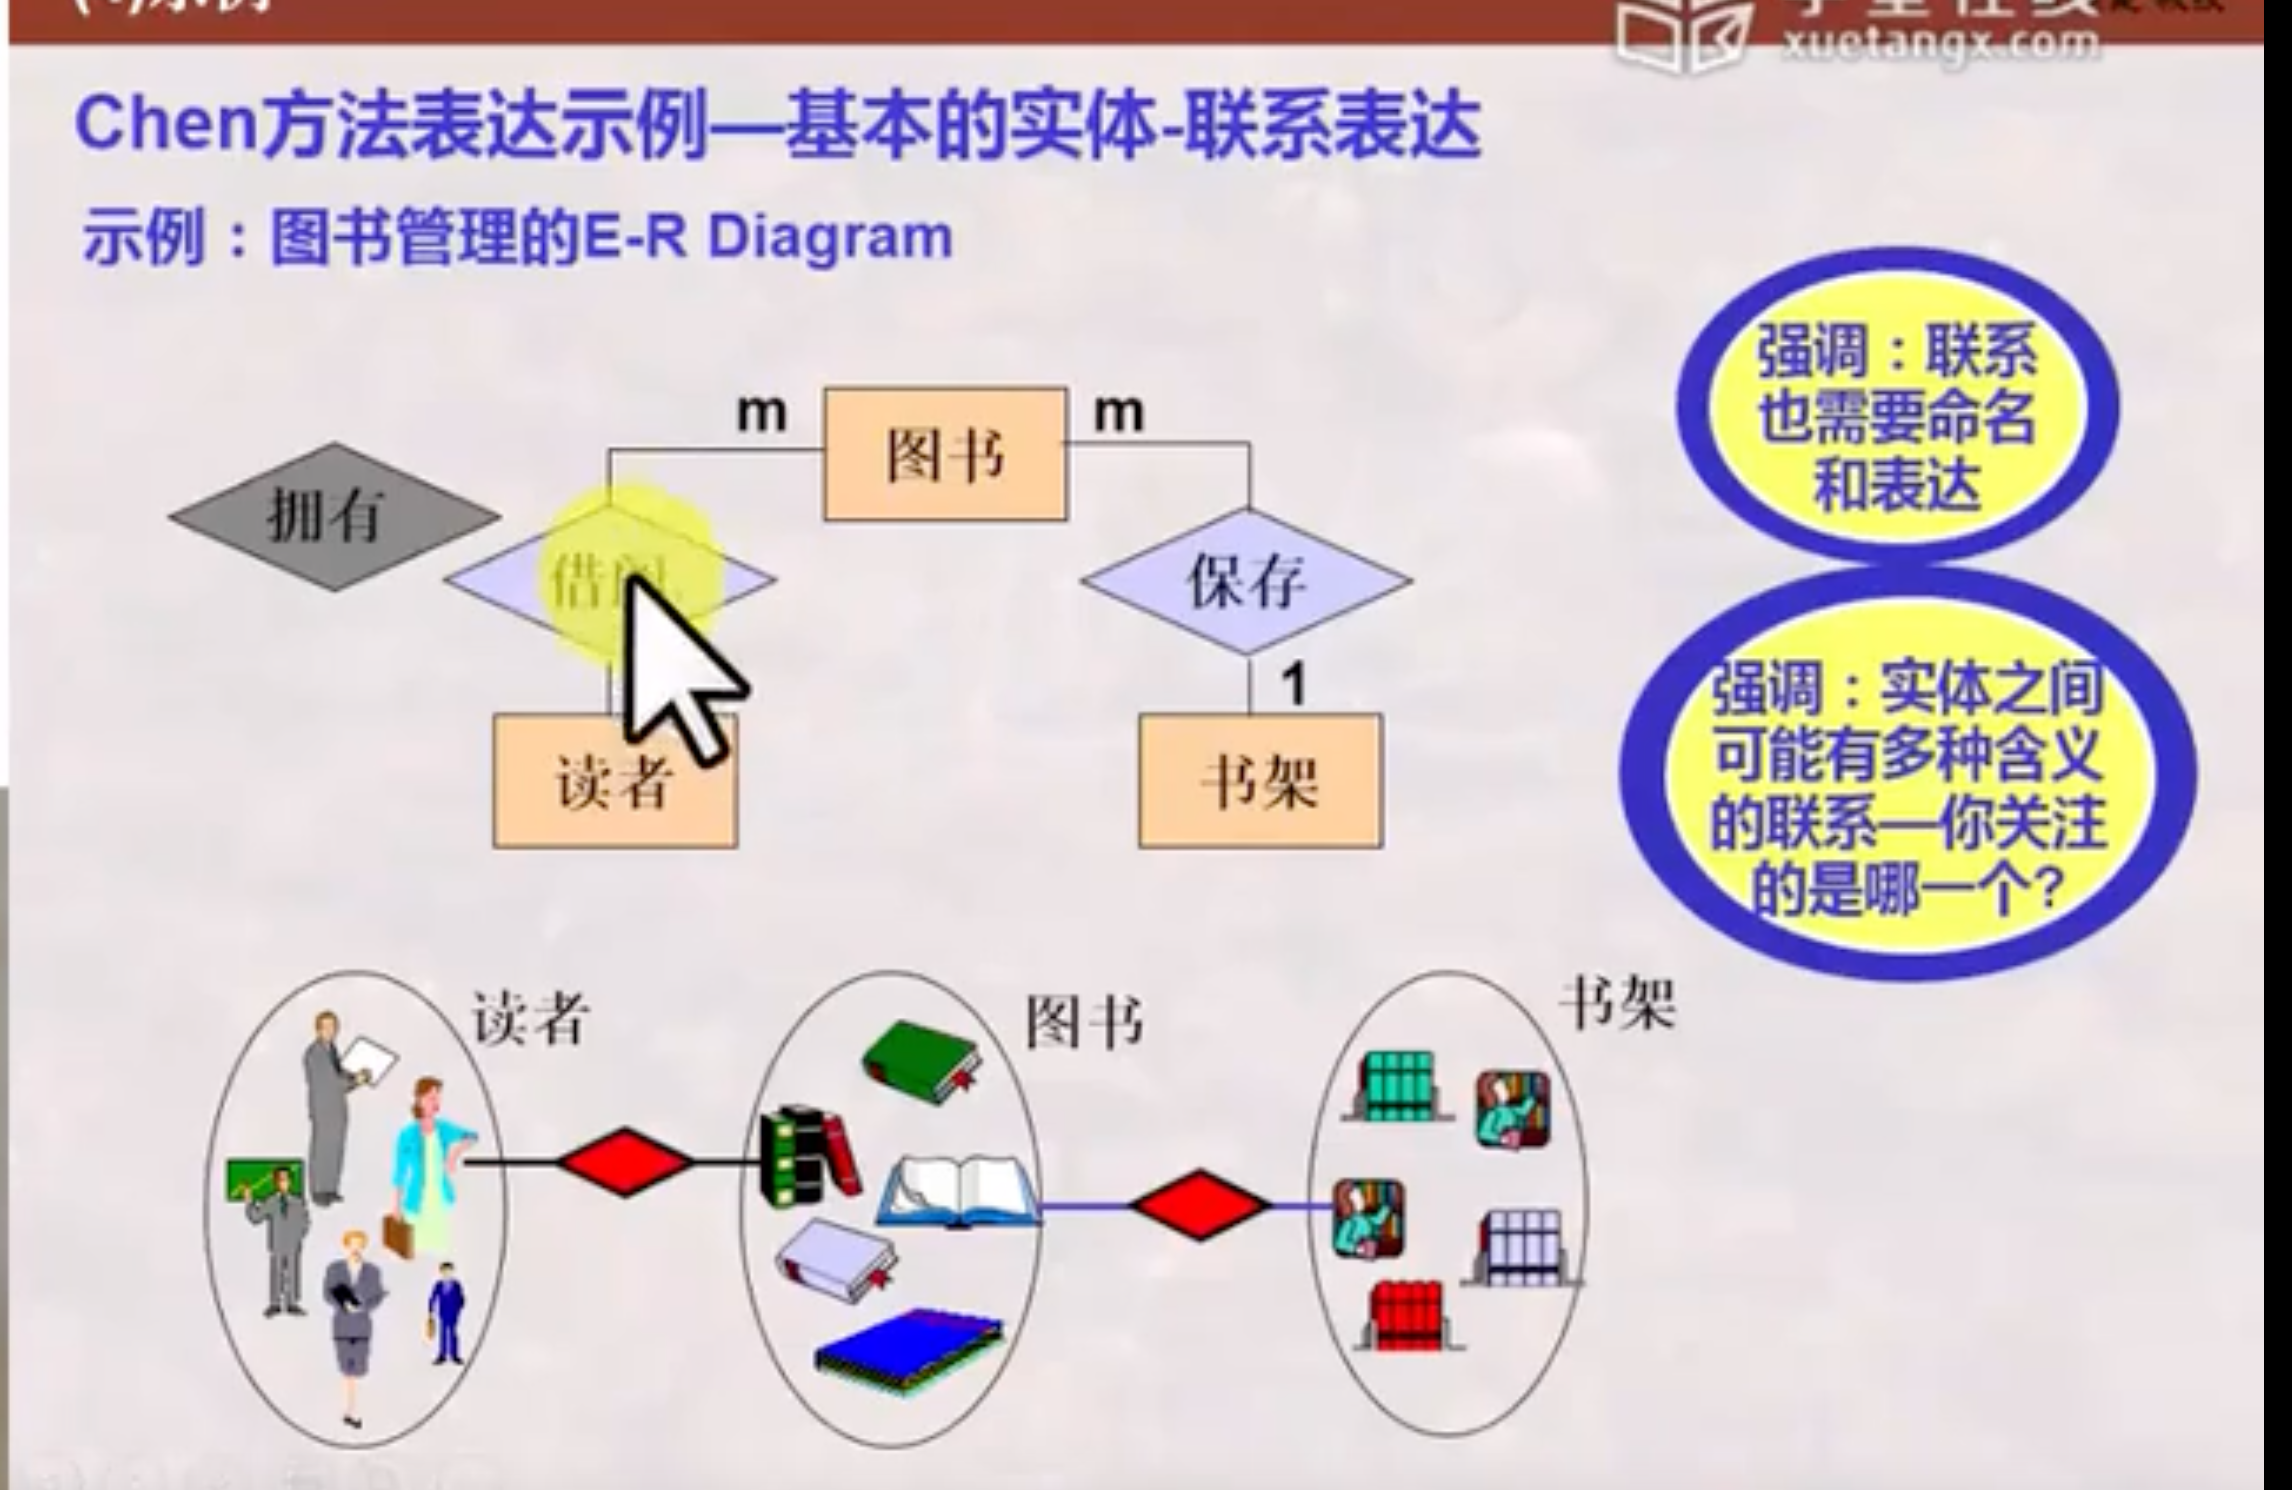 xuetangx.com
Chen方法表达示例—基本的实体-联系表达
示例：图书管理的E-R Diagram
m
图书
m
拥有
借阅
保存
1
读者
书架
强调：联系
也需要命名
和表达
强调：实体之间
可能有多种含义
的联系—你关注
的是哪一个?
读者
图书
书架